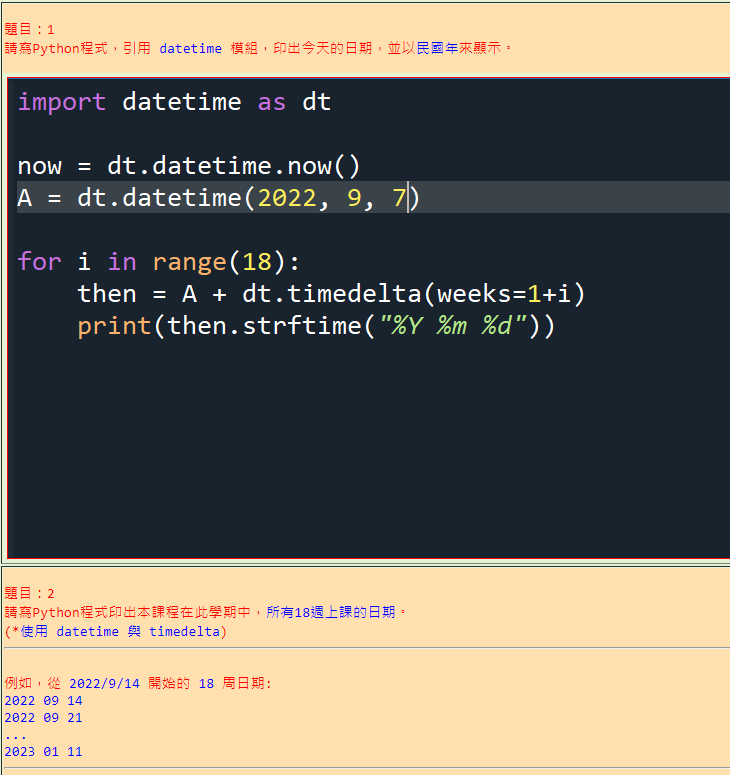 題目：1
請寫Python程式，引用 datetime 模組，印出今天的日期，並以民國年來顯示。
import datetime as dt
now = dt.datetime.now()
A = dt.datetime(2022, 9, 7)
for i in range(18):
    then = A + dt.timedelta(weeks=1+i)
    print(then.strftime("%Y %m %d"))
題目：2
請寫Python程式印出本課程在此學期中，所有18週上課的日期。
(*使用 datetime 與 timedelta)
例如，從 2022/9/14 開始的 18 周日期:
2022 09 14
2022 09 21
...
2023 01 11